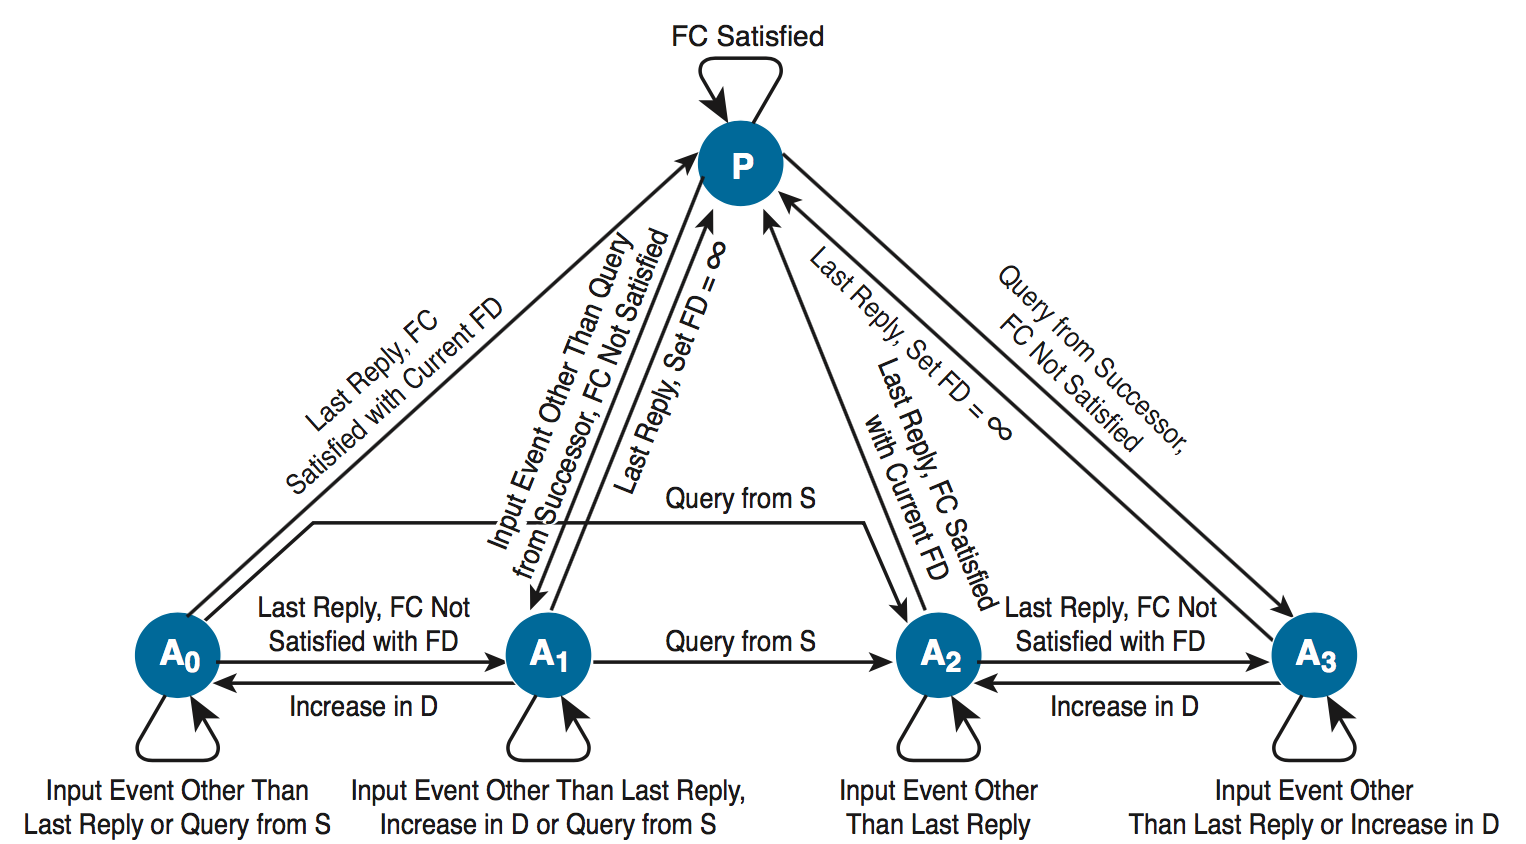 FC Satisfied
P
Last Reply, FC
Satisfied with Current FD
Input Event Other Than Query
from Successor, FC Not Satisfied
Last Reply, Set FD = ∞
Last Reply, Set FD = ∞
Query from Successor,
FC Not Satisfied
Last Reply, FC Satisfied
with Current FD
Query from S
Last Reply, FC Not
Satisfied with FD
Query from S
Last Reply, FC Not
Satisfied with FD
A0
A1
A2
A3
Increase in D
Increase in D
Input Event Other Than
Last Reply or Query from S
Input Event Other Than Last Reply,
Increase in D or Query from S
Input Event Other
Than Last Reply
Input Event Other
Than Last Reply or Increase in D